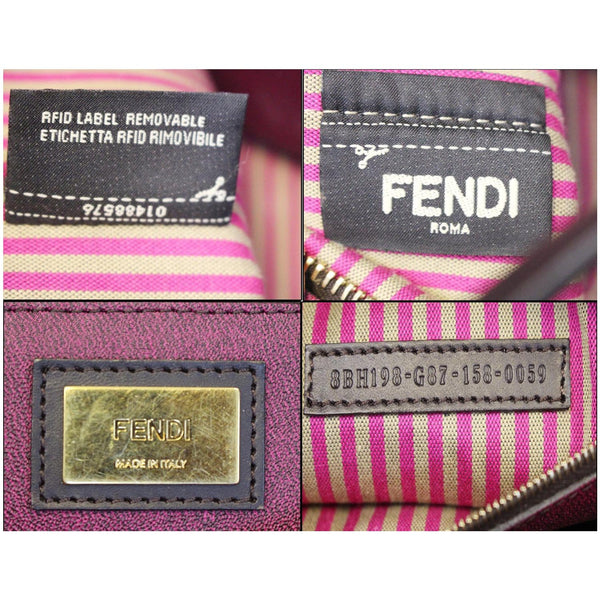 RFID LABEL REMOVABLE
ETICHETTA RFID RIMOVIBILE
01486576
FENDI
ROMA
FENDI
MADE IN ITALY
8BH198-G87-158-0059